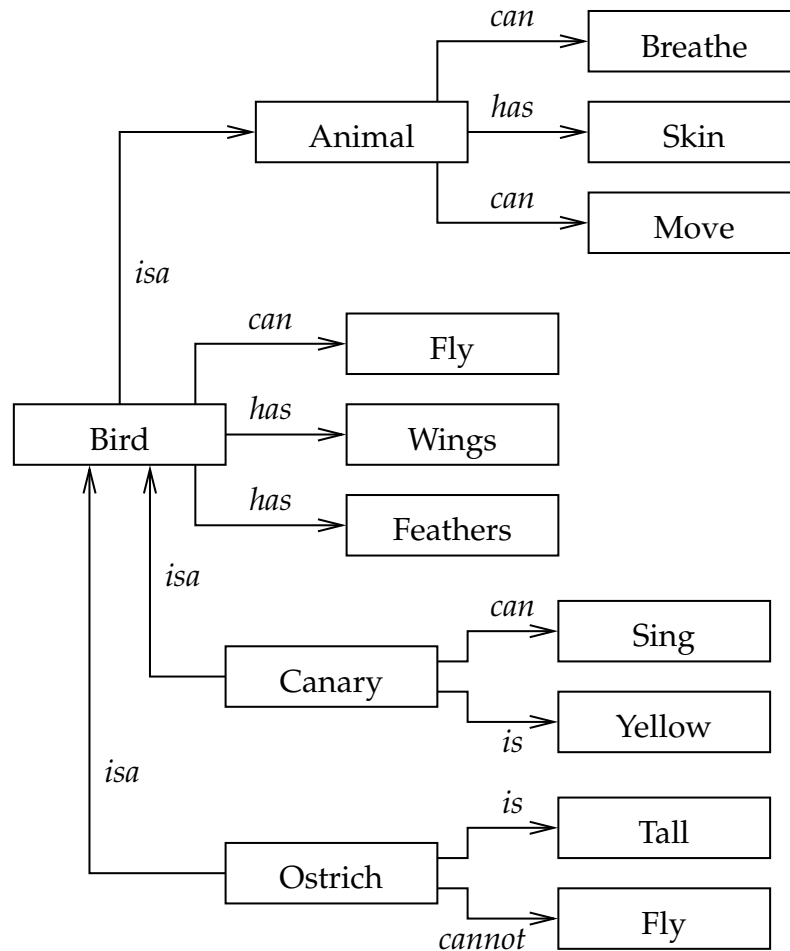 can
Breathe
Animal
has
Skin
can
Move
isa
can
Fly
Bird
has
Wings
has
Feathers
isa
can
Sing
Canary
is
Yellow
isa
is
Tall
Ostrich
cannot
Fly